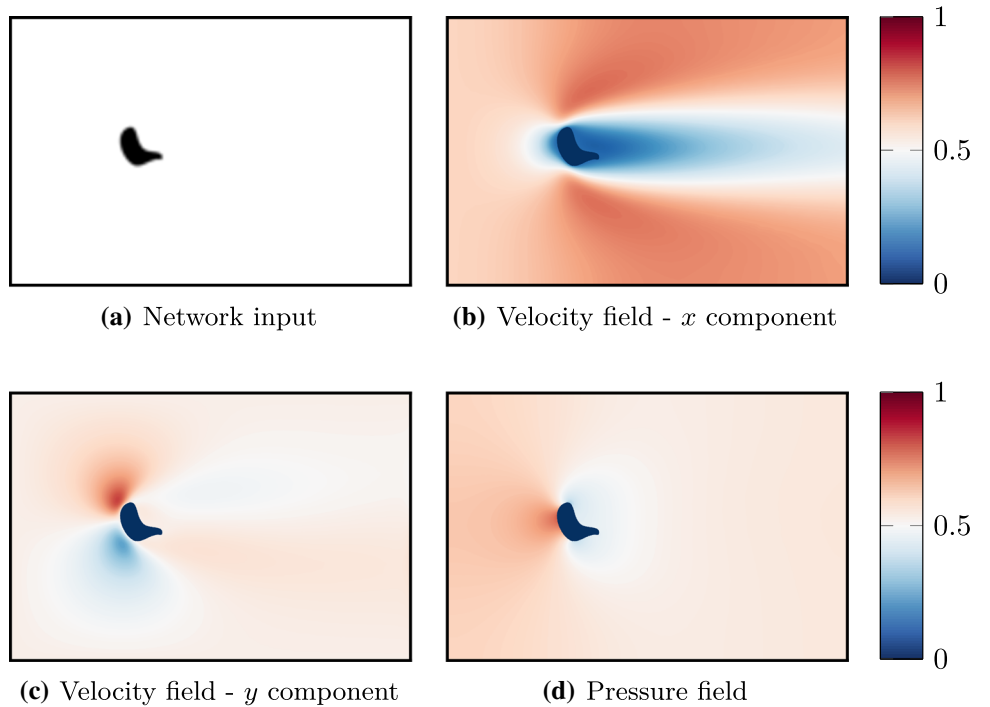 1
0.5
0
(a) Network input
(b) Velocity field - x component
1
0.5
0
(c) Velocity field - y component
(d) Pressure field